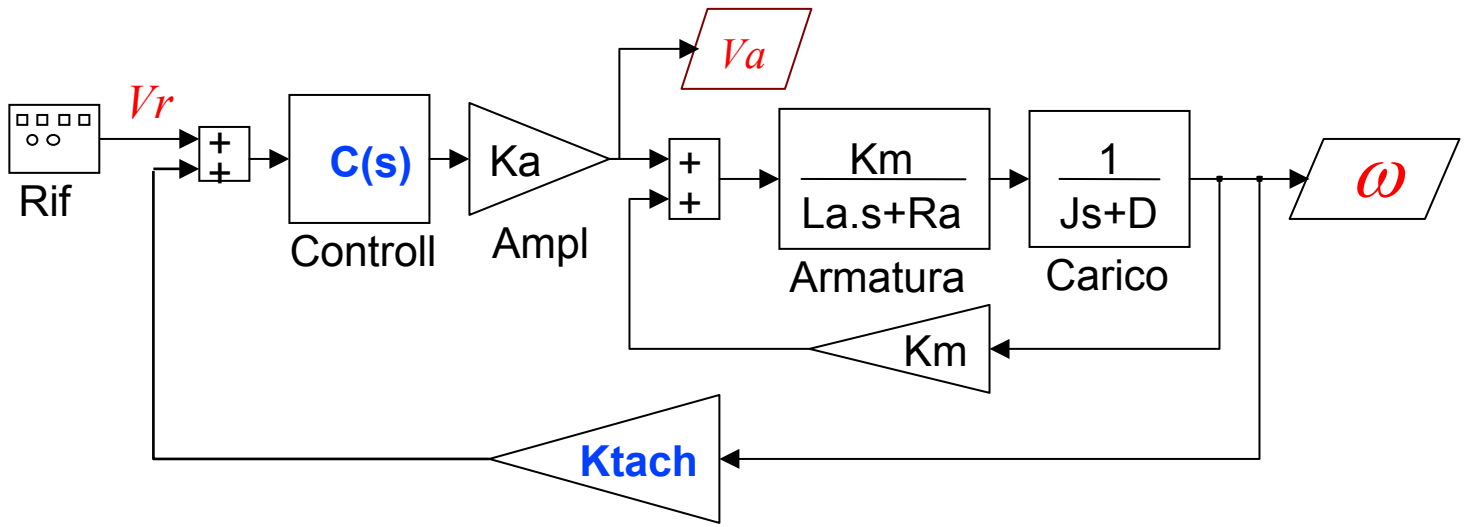 Va
Vr
Rif
+
+
C(s)
Controll
Ka
Ampl
+
+
Km
La.s+Ra
Armatura
1
Js+D
Carico
ω
Km
Ktach